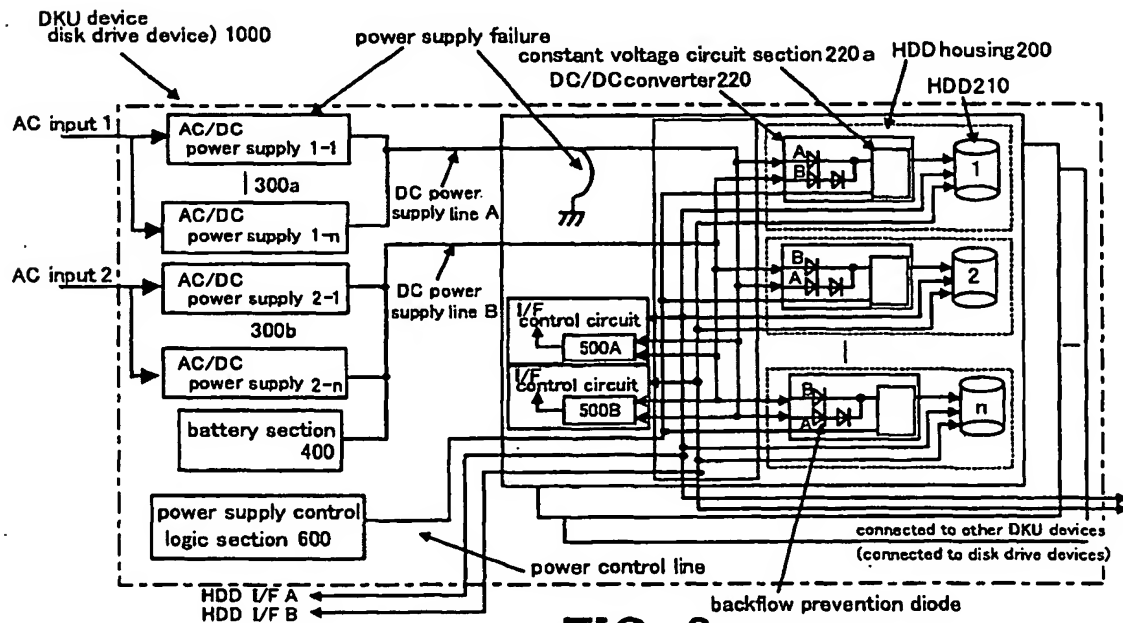 DKU device
disk drive device) 1000
power supply failure
constant voltage circuit section 220a
HDD housing 200
DC/DC converter 220
HDD210
AC input 1
AC/DC
power supply 1-1
300a
AC/DC
power supply 1-n
DC power
supply line A
AC input 2
AC/DC
power supply 2-1
300b
AC/DC
power supply 2-n
DC power
supply line B
battery section
400
power supply control
logic section 600
power control line
I/F
control circuit
500A
I/F
control circuit
500B
A
B
1
B
A
2
B
A
n
connected to other DKU devices
(connected to disk drive devices)
backflow prevention diode
HDD I/F A
HDD I/F B